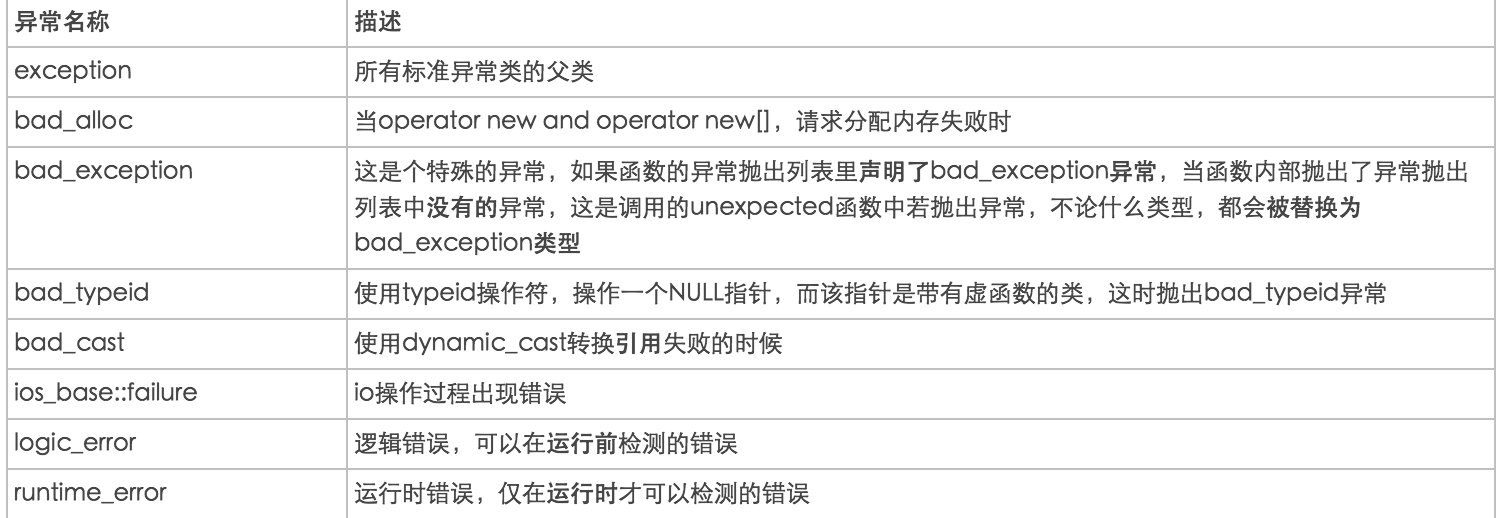 异常名称 描述
exception 所有标准异常类的父类
bad_alloc 当operator new and operator new[]，请求分配内存失败时
bad_exception 这是个特殊的异常，如果函数的异常抛出列表里声明了bad_exception异常，当函数内部抛出了异常抛出
列表中没有的异常，这是调用的unexpected函数中若抛出异常，不论什么类型，都会被替换为
bad_exception类型
bad_typeid 使用typeid操作符，操作一个NULL指针，而该指针是带有虚函数的类，这时抛出bad_typeid异常
bad_cast 使用dynamic_cast转换引用失败的时候
ios_base::failure io操作过程出现错误
logic_error 逻辑错误，可以在运行前检测的错误
runtime_error 运行时错误，仅在运行时才可以检测的错误